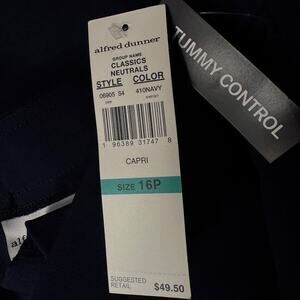 alfred dunner
GROUP NAME
CLASSICS
NEUTRALS
STYLE COLOR
06905 S4 410NAVY
1 96389 31747 8
CAPRI
SIZE 16P
SUGGESTED
RETAIL $49.50
TUMMY CONTROL
alf